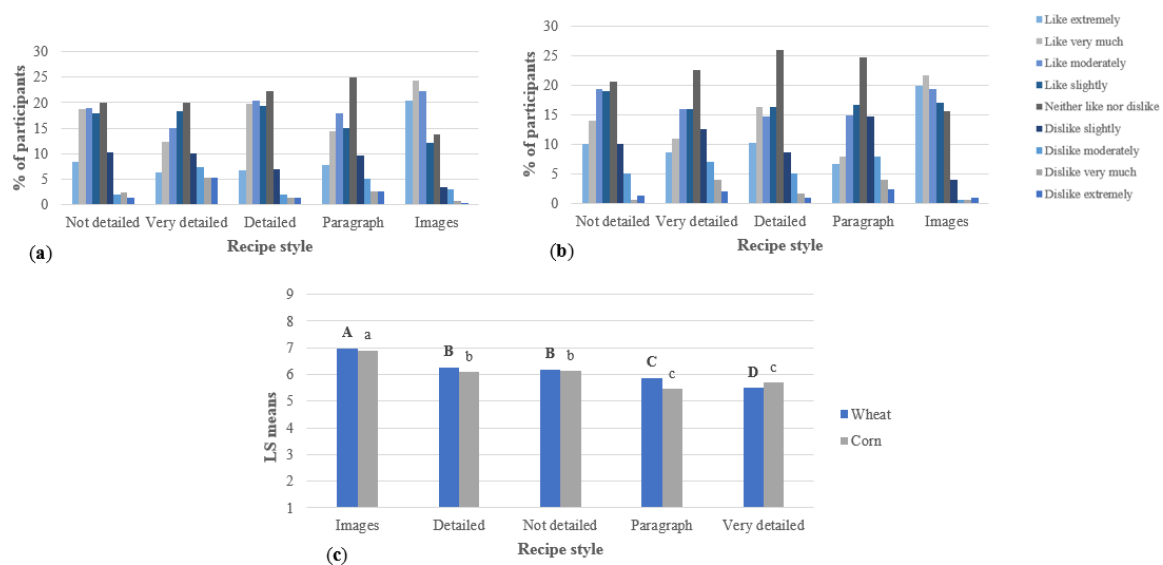 30
25
20
15
10
5
0
% of participants
Not detailed Very detailed Detailed Paragraph Images
Recipe style
(a)
30
25
20
15
10
5
0
% of participants
Not detailed Very detailed Detailed Paragraph Images
Recipe style
(b)
Like extremely
Like very much
Like moderately
Like slightly
Neither like nor dislike
Dislike slightly
Dislike moderately
Dislike very much
Dislike extremely
9
8
7
6
5
4
3
2
1
LS means
A a
B b
B b
C c
D c
Images Detailed Not detailed Paragraph Very detailed
Recipe style
(c)
Wheat
Corn